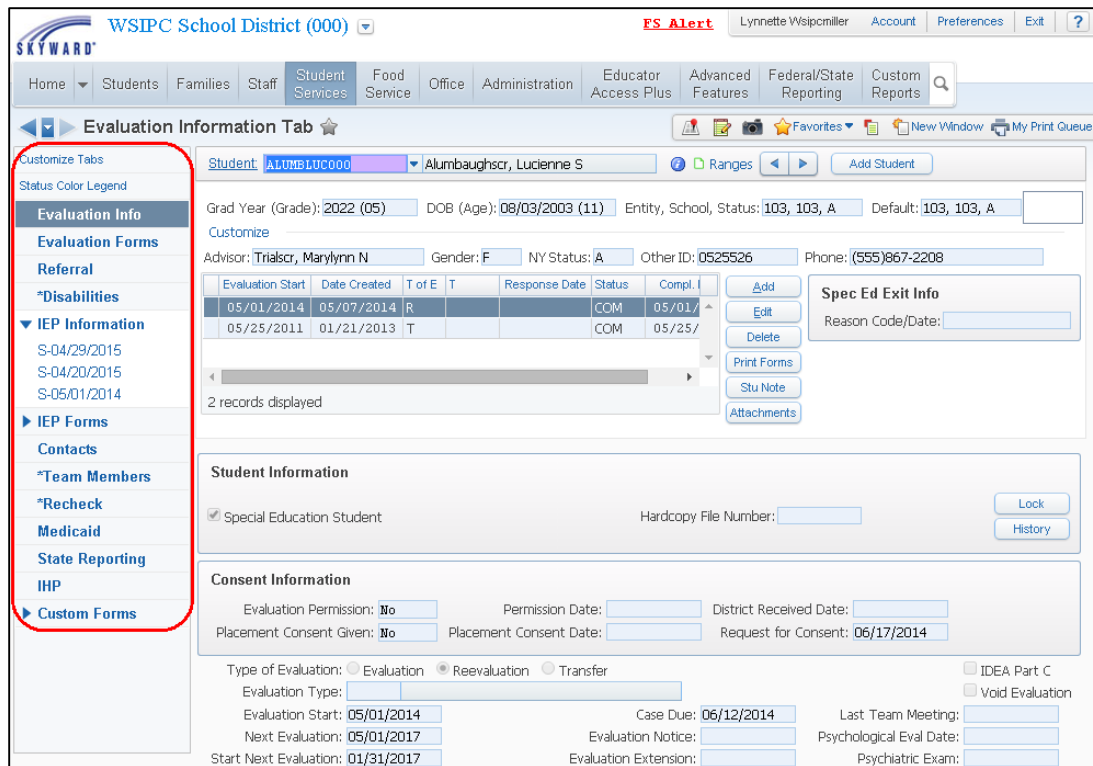 WSIPC School District (000)
FS Alert
Lynnette Wsipcmiller Account Preferences Exit ?
SKYWARD®
Home Students Families Staff Student Services Food Service Office Administration Educator Access Plus Advanced Features Federal/State Reporting Custom Reports
Evaluation Information Tab
Favorites New Window My Print Queue
Customize Tabs
Status Color Legend
Evaluation Info
Evaluation Forms
Referral
*Disabilities
IEP Information
S-04/29/2015
S-04/20/2015
S-05/01/2014
IEP Forms
Contacts
*Team Members
*Recheck
Medicaid
State Reporting
IHP
Custom Forms
Student: ALUMBLUC000 Alumbaughscr, Lucienne S Ranges Add Student
Grad Year (Grade): 2022 (05) DOB (Age): 08/03/2003 (11) Entity, School, Status: 103, 103, A Default: 103, 103, A
Customize
Advisor: Trialscr, Marylynn N Gender: F NY Status: A Other ID: 0525526 Phone: (555)867-2208
Evaluation Start Date Created T of E T Response Date Status Compl.
05/01/2014 05/07/2014 R COM 05/01/
05/25/2011 01/21/2013 T COM 05/25/
2 records displayed
Add
Edit
Delete
Print Forms
Stu Note
Attachments
Spec Ed Exit Info
Reason Code/Date:
Student Information
Special Education Student Hardcopy File Number:
Lock
History
Consent Information
Evaluation Permission: No Permission Date: District Received Date:
Placement Consent Given: No Placement Consent Date: Request for Consent: 06/17/2014
Type of Evaluation: Evaluation Reevaluation Transfer IDEA Part C
Evaluation Type: Void Evaluation
Evaluation Start: 05/01/2014 Case Due: 06/12/2014 Last Team Meeting:
Next Evaluation: 05/01/2017 Evaluation Notice: Psychological Eval Date:
Start Next Evaluation: 01/31/2017 Evaluation Extension: Psychiatric Exam: